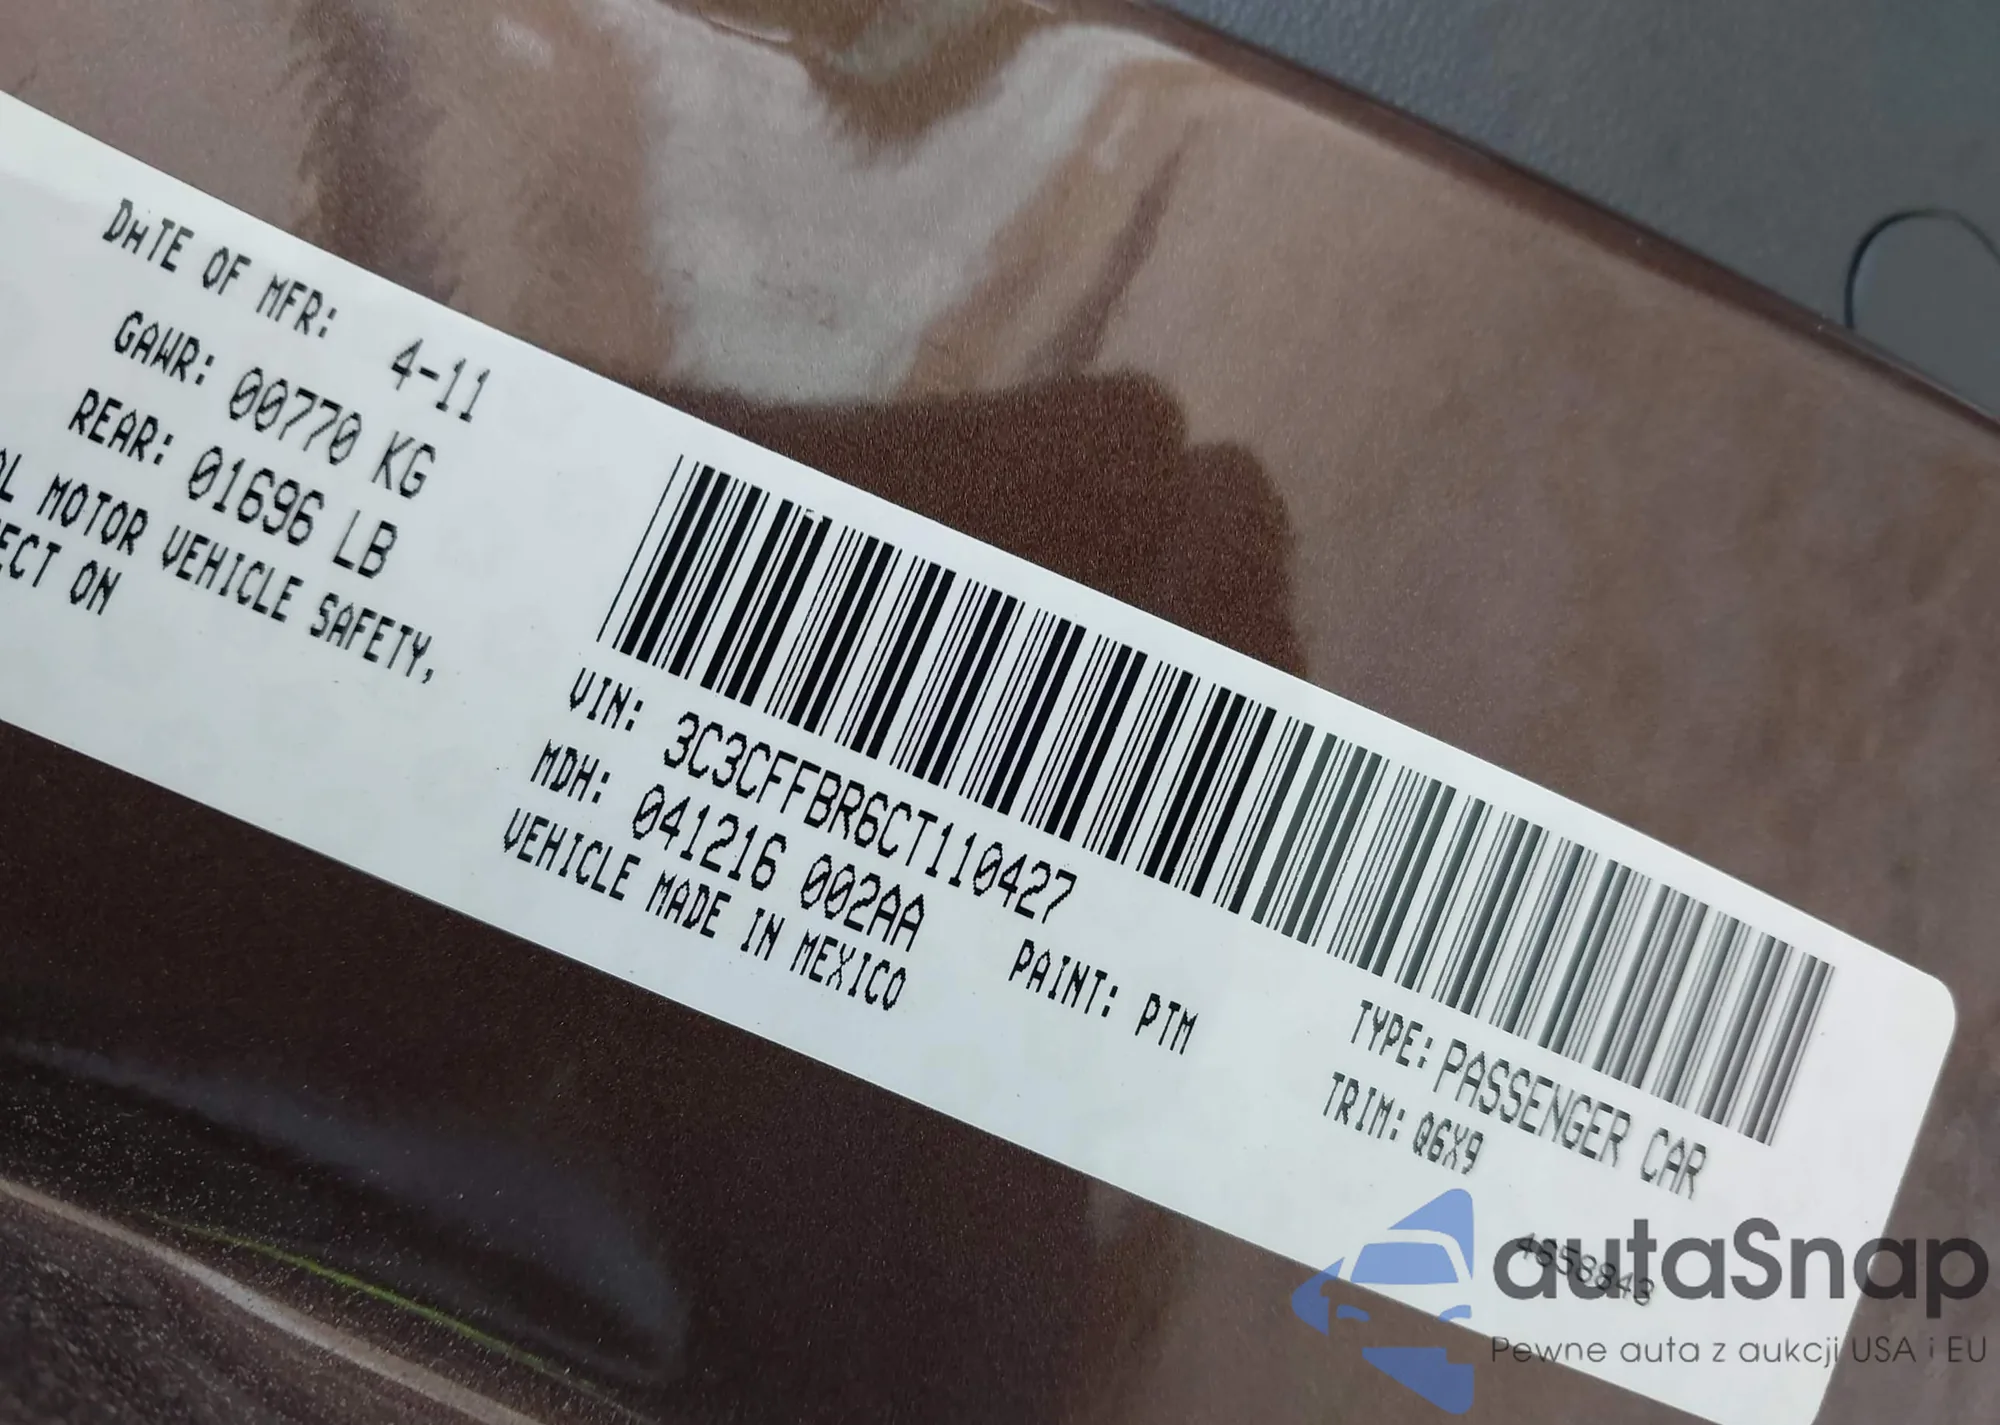 DATE OF MFR: 4-11
GAWR: 00770 KG
REAR: 01696 LB
MOTOR VEHICLE SAFETY,
ECT ON
VIN: 3C3CFFBR6CT110427
TYPE: PASSENGER CAR
MDH: 041216 002AA
PAINT: PTM
TRIM: Q6X9
VEHICLE MADE IN MEXICO
4658843
autaSnap
Pewne auta z aukcji USA i EU